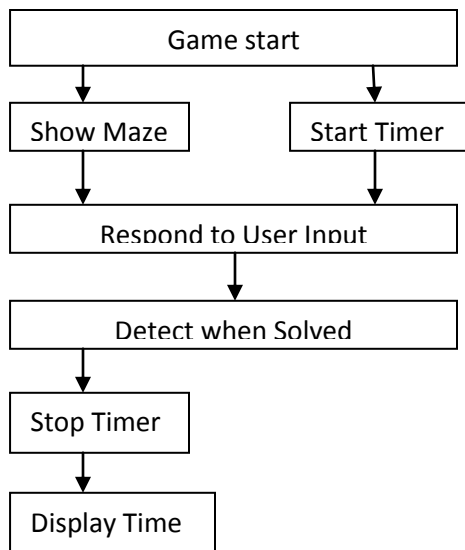 Game start
Show Maze
Start Timer
Respond to User Input
Detect when Solved
Stop Timer
Display Time